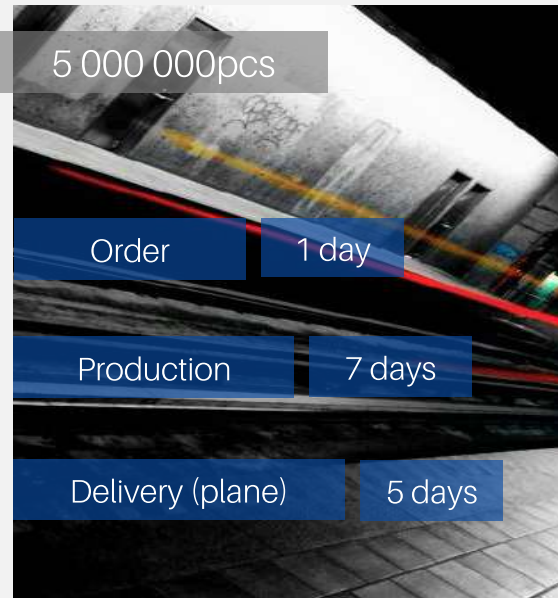 5 000 000pcs
Order
1 day
Production
7 days
Delivery (plane)
5 days